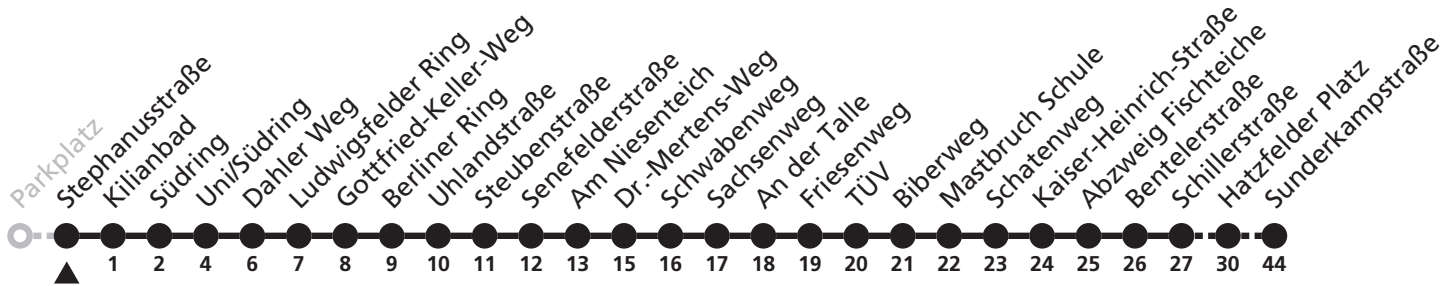 Parkplatz
Stephanusstraße
Kilianbad
Südring
Uni/Südring
Dahler Weg
Ludwigsfelder Ring
Gottfried-Keller-Weg
Berliner Ring
Uhlandstraße
Steubenstraße
Senefelderstraße
Am Niesenteich
Dr.-Mertens-Weg
Schwabenweg
Sachsenweg
An der Talle
Friesenweg
TÜV
Biberweg
Mastbruch Schule
Schatenweg
Kaiser-Heinrich-Straße
Abzweig Fischteiche
Bentelerstraße
Schillerstraße
Hatzfelder Platz
Sunderkampstraße
1 2 4 6 7 8 9 10 11 12 13 15 16 17 18 19 20 21 22 23 24 25 26 27 30 44